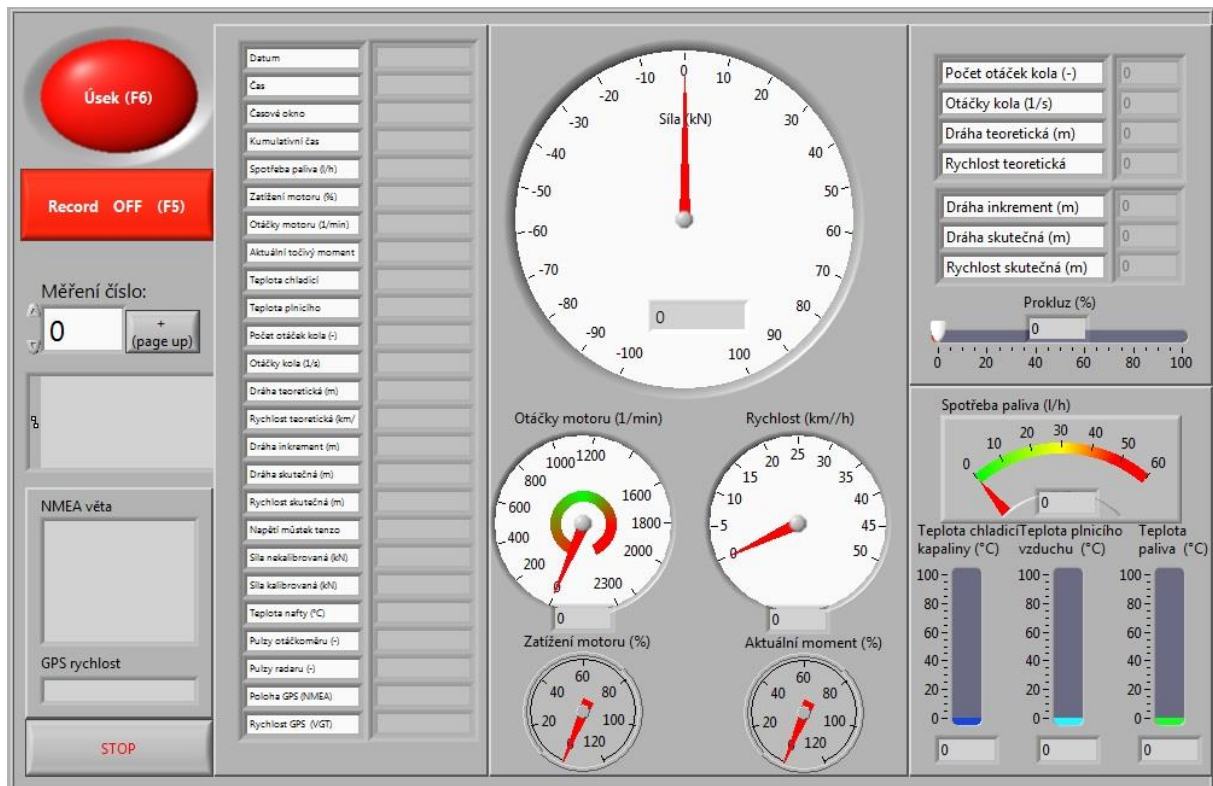 Úsek (F6)
Record OFF (F5)
Měření číslo:
0
+
(page up)
NMEA věta
GPS rychlost
STOP
Datum
Čas
Časové okno
Kumulativní čas
Spotřeba paliva (l/h)
Zatížení motoru (%)
Otáčky motoru (1/min)
Aktuální točivý moment
Teplota chladicí
Teplota plnicího
Počet otáček kola (-)
Otáčky kola (1/s)
Dráha teoretická (m)
Rychlost teoretická (km/
Dráha inkrement (m)
Dráha skutečná (m)
Rychlost skutečná (m)
Napětí můstek tenzo
Síla nekalibrovaná (kN)
Síla kalibrovaná (kN)
Teplota nafty (°C)
Pulzy otáčkoměru (-)
Pulzy radaru (-)
Poloha GPS (NMEA)
Rychlost GPS (VGT)
-10 0 10
-20 20
-30 Síla (kN) 30
-40 40
-50 50
-60 60
-70 70
-80 80
0
-90 90
-100 100
Otáčky motoru (1/min)
1000 1200
800
600 1600
400 1800
200 2000
0 2300
0
Rychlost (km//h)
20 25 30
15 35
10 40
5 45
0 50
0
Zatížení motoru (%)
60
40 80
20 100
0 120
Aktuální moment (%)
60
40 80
20 100
0 120
Počet otáček kola (-) 0
Otáčky kola (1/s) 0
Dráha teoretická (m) 0
Rychlost teoretická 0
Dráha inkrement (m) 0
Dráha skutečná (m) 0
Rychlost skutečná (m) 0
Prokluz (%)
0
0 20 40 60 80 100
Spotřeba paliva (l/h)
0 10 20 30 40 50 60
0
Teplota chladicí
kapaliny (°C)
100
80
60
40
20
0
0
Teplota plnicího
vzduchu (°C)
100
80
60
40
20
0
0
Teplota
paliva (°C)
100
80
60
40
20
0
0